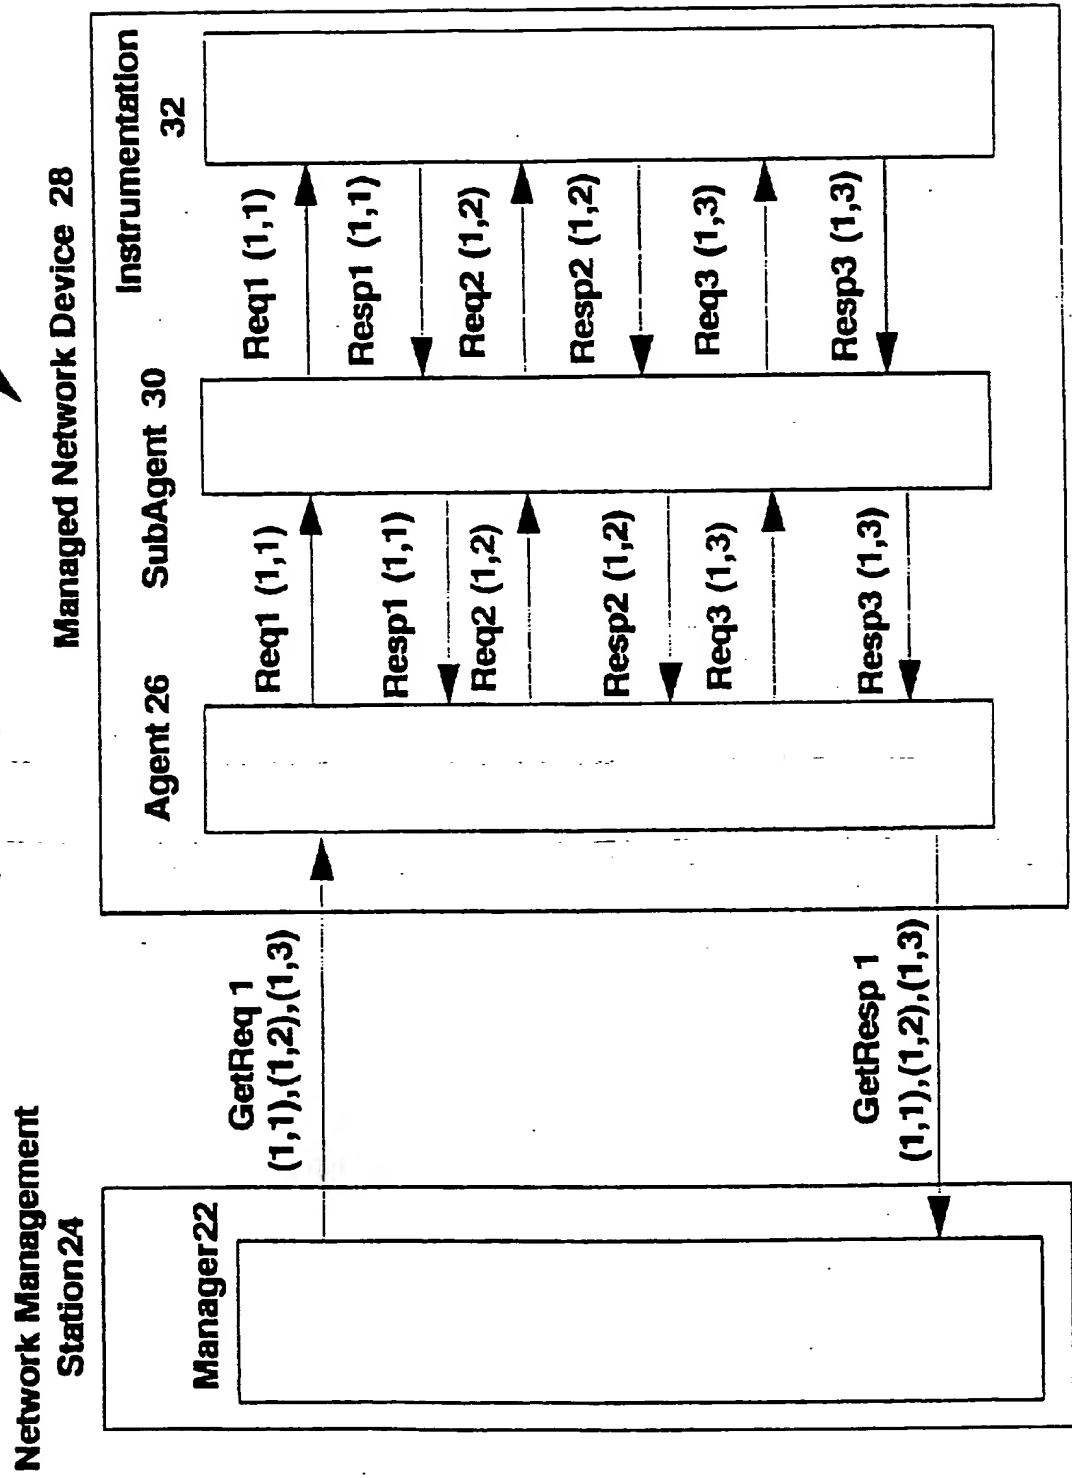 Network Management
Station24
Manager22
GetReq 1
(1,1),(1,2),(1,3)
GetResp 1
(1,1),(1,2),(1,3)
Managed Network Device 28
Agent 26
SubAgent 30
Instrumentation
32
Req1 (1,1)
Resp1 (1,1)
Req2 (1,2)
Resp2 (1,2)
Req3 (1,3)
Resp3 (1,3)
Req1 (1,1)
Resp1 (1,1)
Req2 (1,2)
Resp2 (1,2)
Req3 (1,3)
Resp3 (1,3)